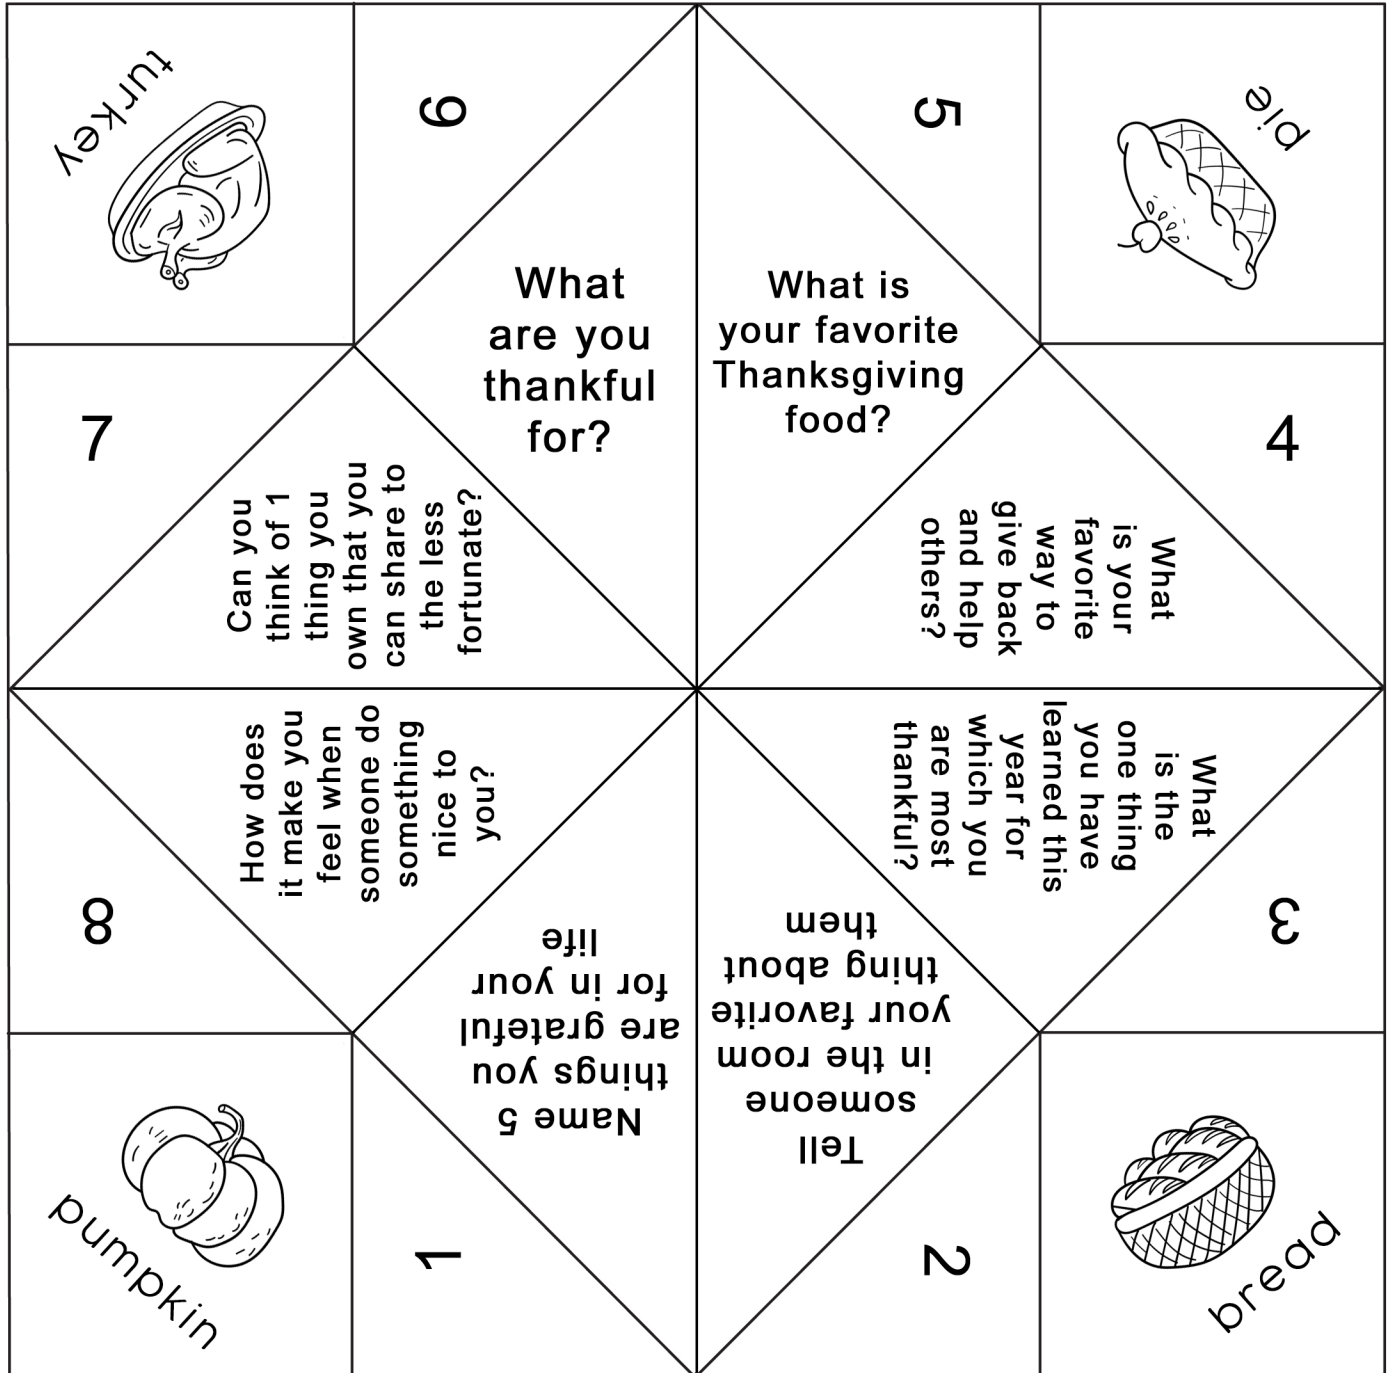 turkey
6
5
pie
What
are you
thankful
for?
What is
your favorite
Thanksgiving
food?
7
4
Can you
think of 1
thing you
own that you
can share to
the less
fortunate?
What
is your
favorite
way to
give back
and help
others?
How does
it make you
feel when
someone do
something
nice to
you?
What
is the
one thing
you have
learned this
year for
which you
are most
thankful?
8
3
Name 5
things you
are grateful
for in your
life
Tell
someone
in the room
your favorite
thing about
them
pumpkin
1
2
bread